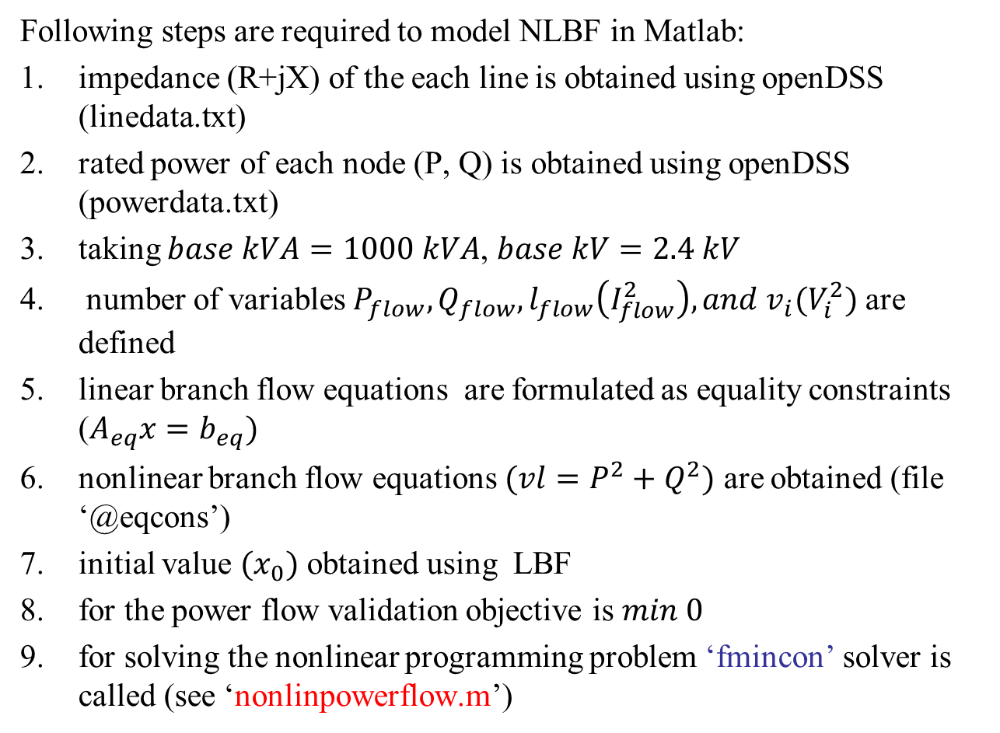 Following steps are required to model NLBF in Matlab:
1. impedance (R+jX) of the each line is obtained using openDSS
(linedata.txt)
2. rated power of each node (P, Q) is obtained using openDSS
(powerdata.txt)
3. taking base kVA = 1000 kVA, base kV = 2.4 kV
4. number of variables P_{flow}, Q_{flow}, l_{flow}(I_{flow}^2), and v_i(V_i^2) are
defined
5. linear branch flow equations are formulated as equality constraints
(A_{eq}x = b_{eq})
6. nonlinear branch flow equations (vl = P² + Q²) are obtained (file
‘@eqcons’)
7. initial value (x₀) obtained using LBF
8. for the power flow validation objective is min 0
9. for solving the nonlinear programming problem ‘fmincon’ solver is
called (see ‘nonlinpowerflow.m’)